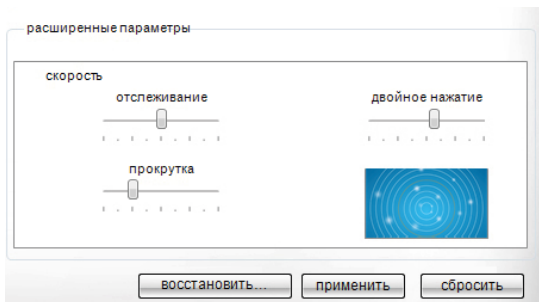 расширенные параметры
скорость
отслеживание
двойное нажатие
прокрутка
восстановить...
применить
сбросить